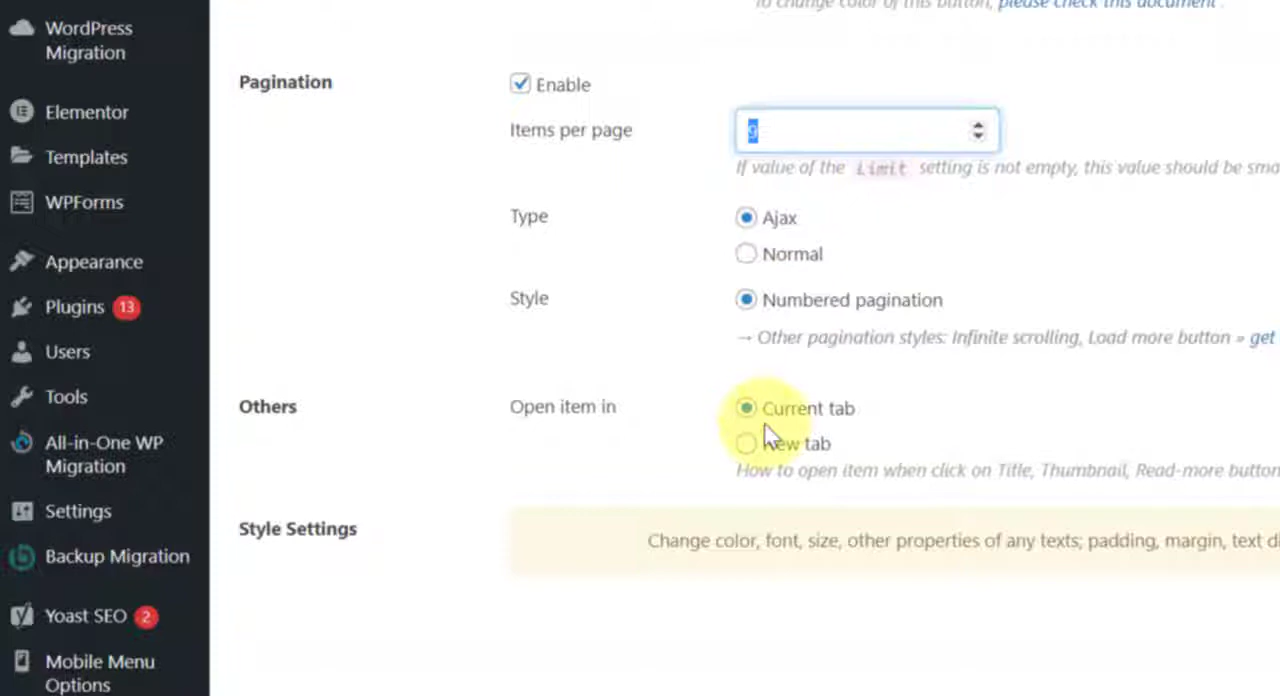 To change color of this button, please check this document .
WordPress
Migration
Pagination
Enable
Elementor
Items per page
9
Templates
If value of the Limit setting is not empty, this value should be
WPForms
Type
Ajax
Normal
Appearance
Plugins 13
Style
Numbered pagination
→ Other pagination styles: Infinite scrolling, Load more button » get
Users
Tools
Others
Open item in
Current tab
New tab
All-in-One WP
Migration
How to open item when click on Title, Thumbnail, Read-more button
Settings
Style Settings
Change color, font, size, other properties of any texts; padding, margin, text
Backup Migration
Yoast SEO 2
Mobile Menu
Options